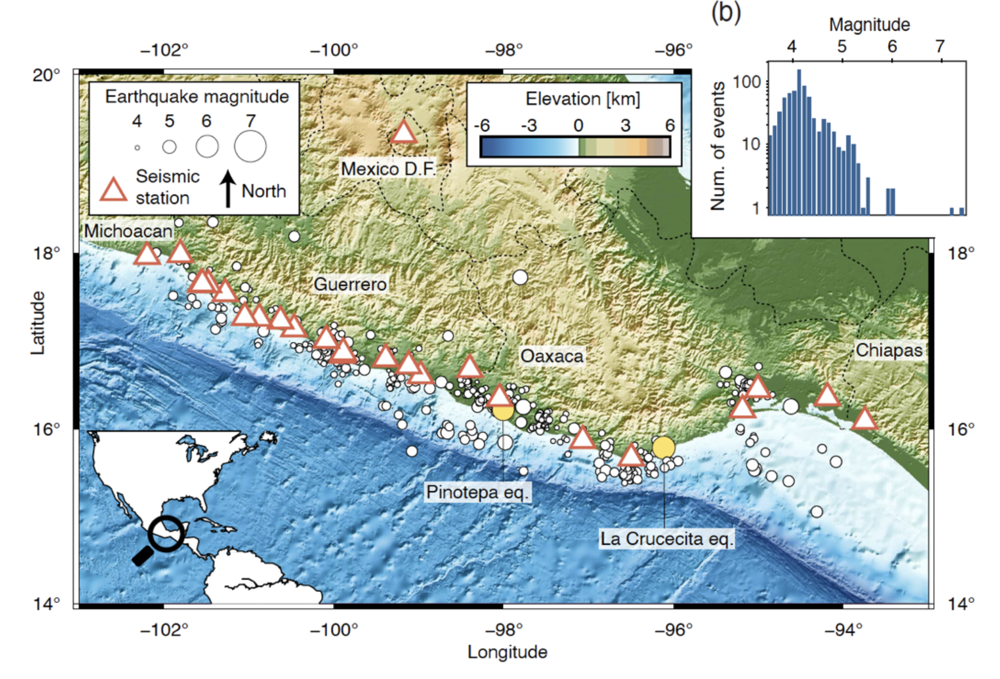 (b)
Magnitude
4 5 6 7
Num. of events
100
10
1
−102° −100° −98° −96°
20°
18°
16°
14°
Latitude
Earthquake magnitude
4 5 6 7
Seismic
station
North
Elevation [km]
-6 -3 0 3 6
Mexico D.F.
Michoacan
Guerrero
Oaxaca
Chiapas
Pinotepa eq.
La Crucecita eq.
18°
16°
14°
−102° −100° −98° −96° −94°
Longitude